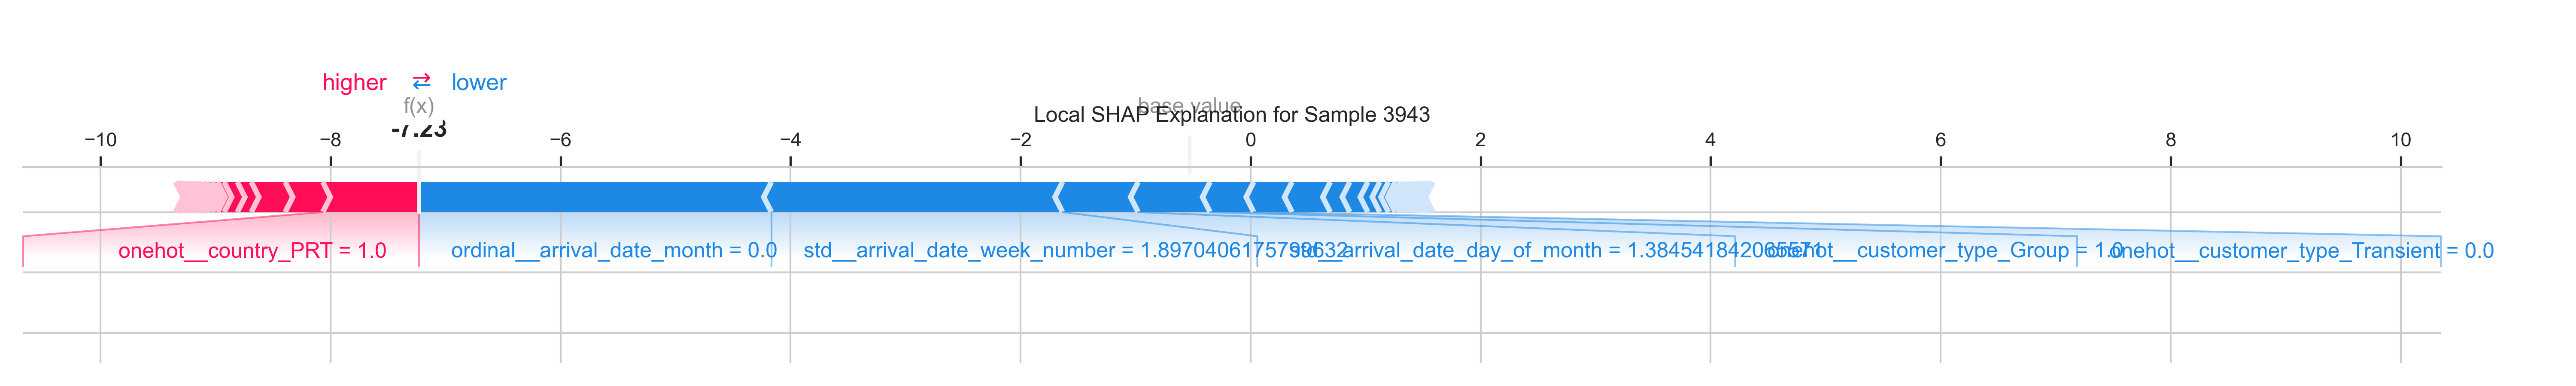 higher ⇄ lower
f(x)
base value
Local SHAP Explanation for Sample 3943
-7.23
−10 −8 −6 −4 −2 0 2 4 6 8 10
onehot__country_PRT = 1.0
ordinal__arrival_date_month = 0.0
std__arrival_date_week_number = 1.8970406175799632
std__arrival_date_day_of_month = 1.384541842065571
onehot__customer_type_Group = 1.0
onehot__customer_type_Transient = 0.0